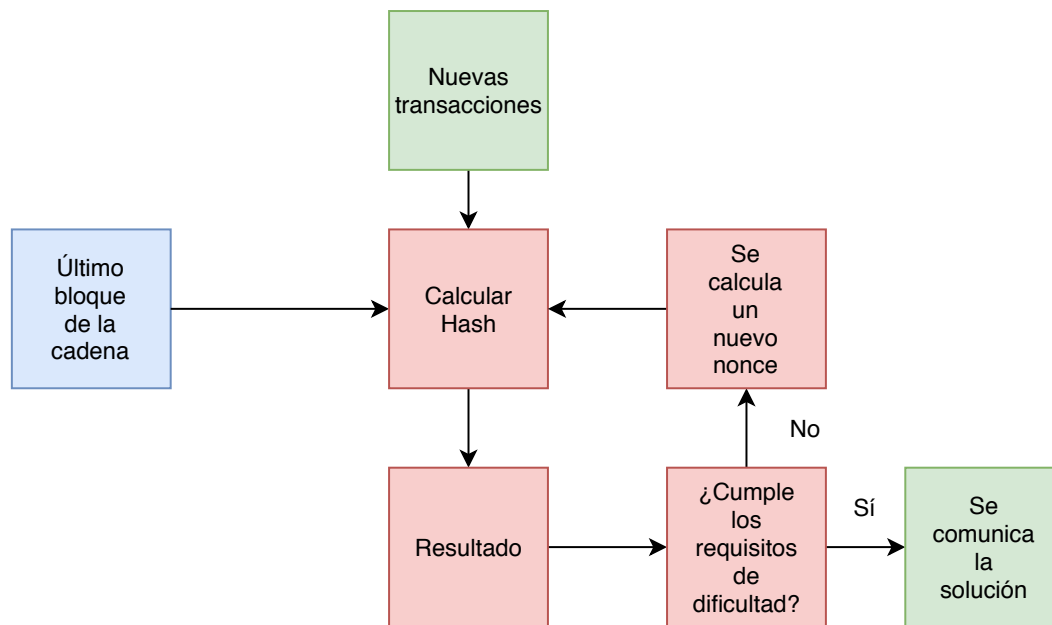 Nuevas
transacciones
Último
bloque
de la
cadena
Calcular
Hash
Se
calcula
un
nuevo
nonce
No
Resultado
¿Cumple
los
requisitos
de
dificultad?
Sí
Se
comunica
la
solución